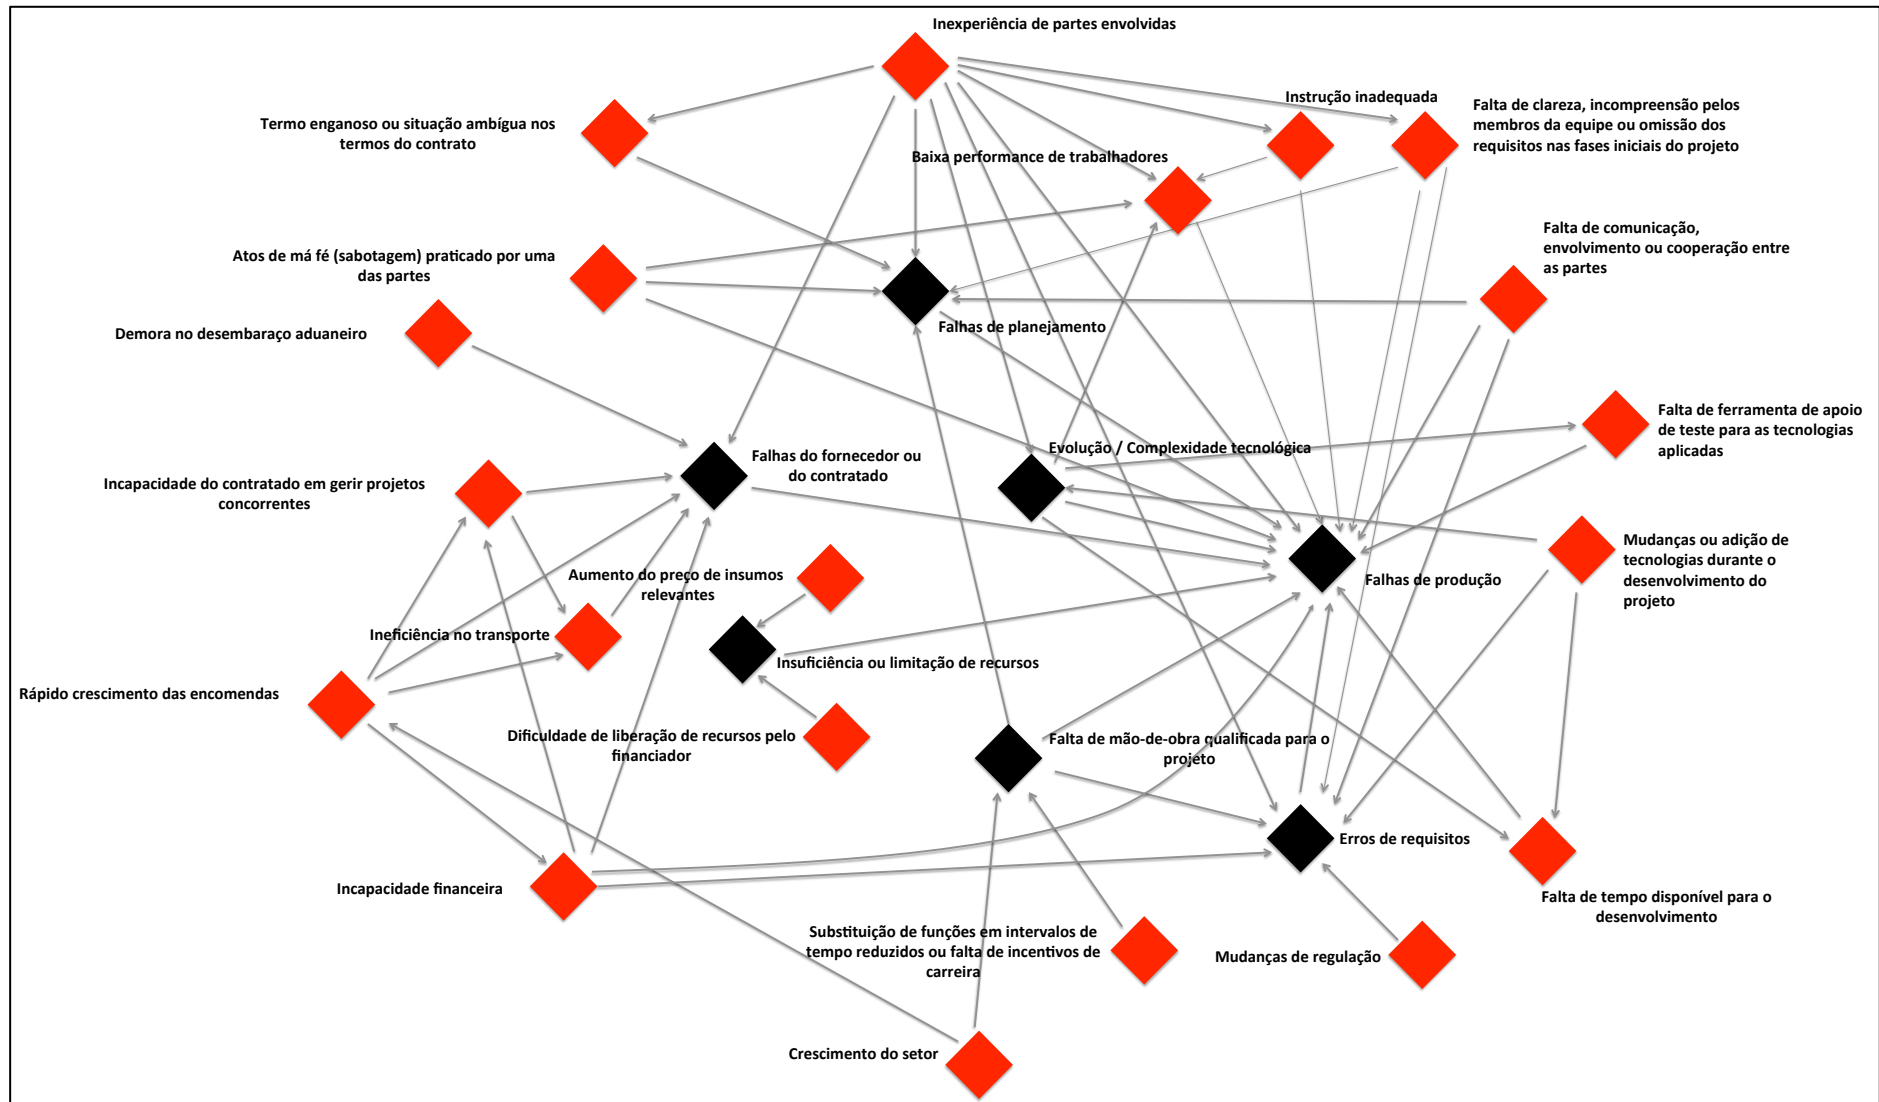 Inexperiência de partes envolvidas
Termo enganoso ou situação ambígua nos
termos do contrato
Instrução inadequada
Falta de clareza, incompreensão pelos
membros da equipe ou omissão dos
requisitos nas fases iniciais do projeto
Baixa performance de trabalhadores
Atos de má fé (sabotagem) praticado por uma
das partes
Falta de comunicação,
envolvimento ou cooperação entre
as partes
Demora no desembaraço aduaneiro
Falhas de planejamento
Falta de ferramenta de apoio
de teste para as tecnologias
aplicadas
Evolução / Complexidade tecnológica
Falhas do fornecedor ou
do contratado
Incapacidade do contratado em gerir projetos
concorrentes
Mudanças ou adição de
tecnologias durante o
desenvolvimento do
projeto
Aumento do preço de insumos
relevantes
Falhas de produção
Ineficiência no transporte
Insuficiência ou limitação de recursos
Rápido crescimento das encomendas
Dificuldade de liberação de recursos pelo
financiador
Falta de mão-de-obra qualificada para o
projeto
Erros de requisitos
Incapacidade financeira
Falta de tempo disponível para o
desenvolvimento
Substituição de funções em intervalos de
tempo reduzidos ou falta de incentivos de
carreira
Mudanças de regulação
Crescimento do setor